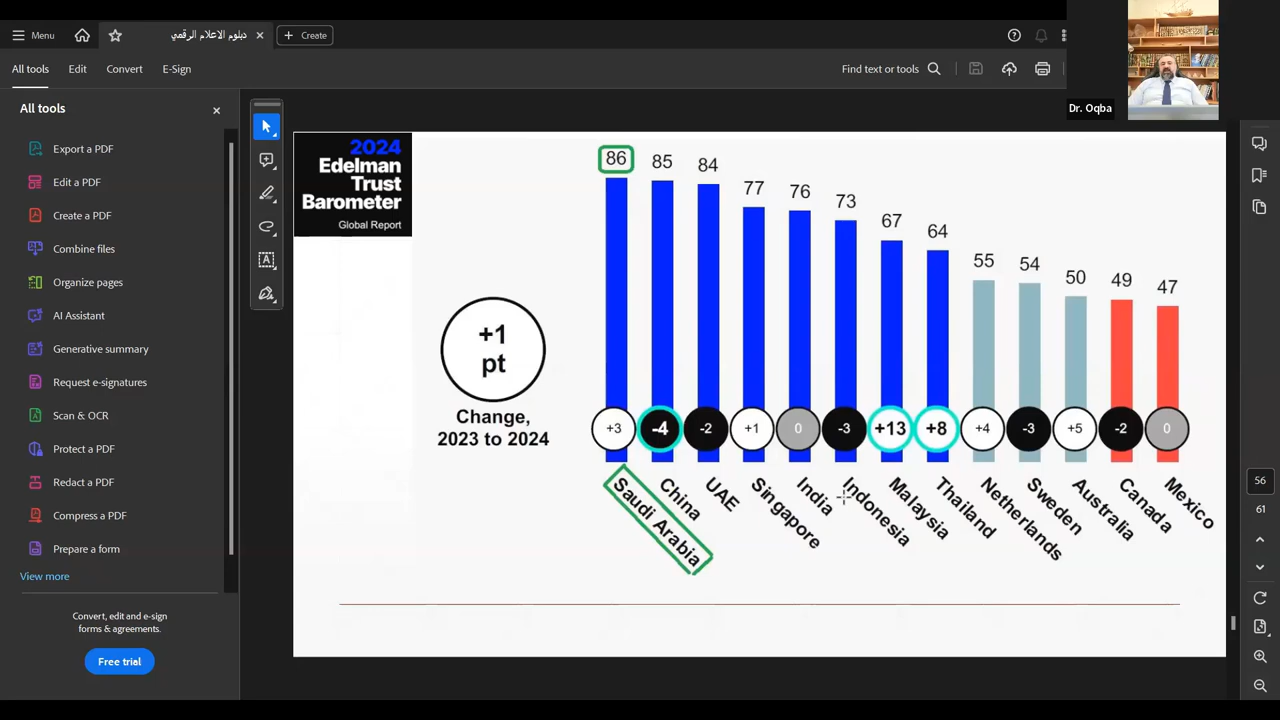 Menu
دبلوم الاعلام الرقمي
Create
All tools
Edit
Convert
E-Sign
Find text or tools
Dr. Oqba
All tools
Export a PDF
Edit a PDF
Create a PDF
Combine files
Organize pages
AI Assistant
Generative summary
Request e-signatures
Scan & OCR
Protect a PDF
Redact a PDF
Compress a PDF
Prepare a form
View more
Convert, edit and e-sign
forms & agreements.
Free trial
2024
Edelman
Trust
Barometer
Global Report
+1
pt
Change,
2023 to 2024
86 85 84 77 76 73 67 64 55 54 50 49 47
+3 -4 -2 +1 0 -3 +13 +8 +4 -3 +5 -2 0
Saudi Arabia
China
UAE
Singapore
India
Indonesia
Malaysia
Thailand
Netherlands
Sweden
Australia
Canada
Mexico
56
61